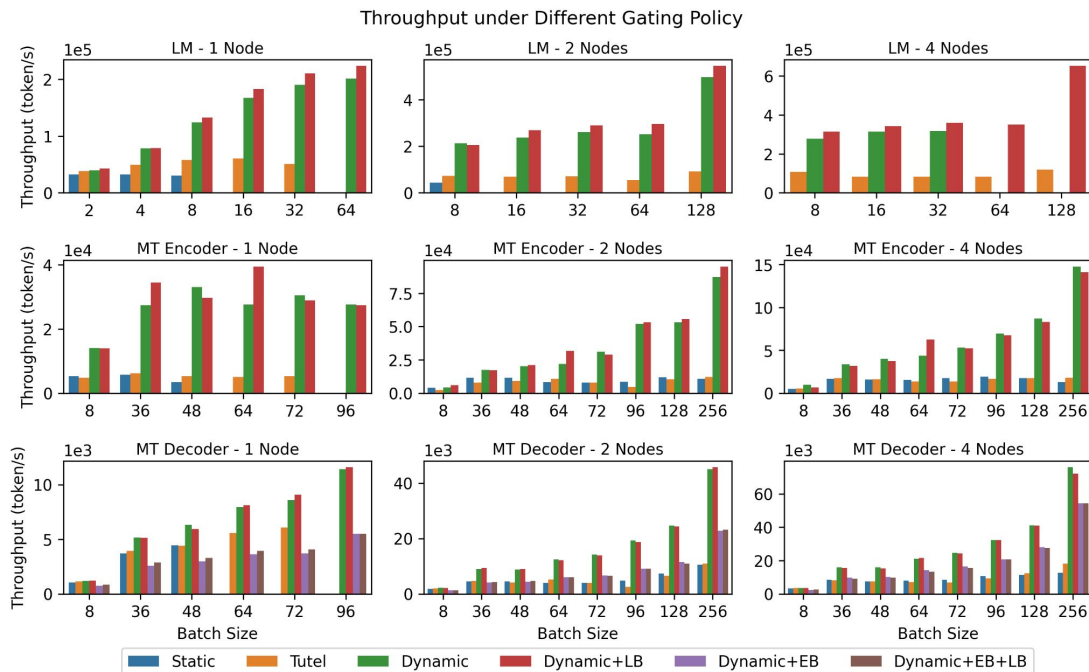 Throughput under Different Gating Policy
LM - 1 Node
LM - 2 Nodes
LM - 4 Nodes
1e5
1e5
1e5
Throughput (token/s)
2
1
0
4
2
0
6
4
2
0
2 4 8 16 32 64
8 16 32 64 128
8 16 32 64 128
MT Encoder - 1 Node
MT Encoder - 2 Nodes
MT Encoder - 4 Nodes
1e4
1e4
1e4
Throughput (token/s)
4
2
0
7.5
5.0
2.5
0.0
15
10
5
0
8 36 48 64 72 96
8 36 48 64 72 96 128 256
8 36 48 64 72 96 128 256
MT Decoder - 1 Node
MT Decoder - 2 Nodes
MT Decoder - 4 Nodes
1e3
1e3
1e3
Throughput (token/s)
10
5
0
40
20
0
60
40
20
0
8 36 48 64 72 96
8 36 48 64 72 96 128 256
8 36 48 64 72 96 128 256
Batch Size
Batch Size
Batch Size
Static Tutel Dynamic Dynamic+LB Dynamic+EB Dynamic+EB+LB